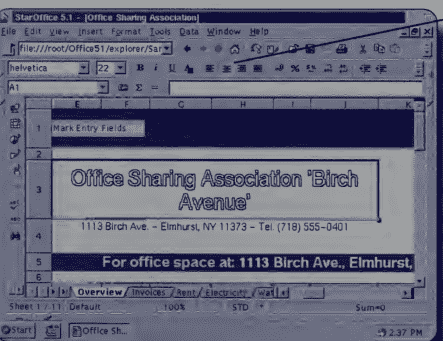 StarOffice 5.1 - [Office Sharing Association]
File Edit View Insert Format Tools Data Window Help
file://root/Office51/explorer/Sar
helvetica 22 B i U A
A1 Σ =
E F G H I J K
1 Mark Entry Fields
2
3 Office Sharing Association 'Birch
Avenue'
4 1113 Birch Ave. - Elmhurst, NY 11373 - Tel. (718) 555-0401
5 For office space at: 1113 Birch Ave., Elmhurst,
6
Overview Invoices Rent Electricity Wat
Sheet 1 / 11 Default 100% STD * Sum=0
Start Office Sh... 2:37 PM